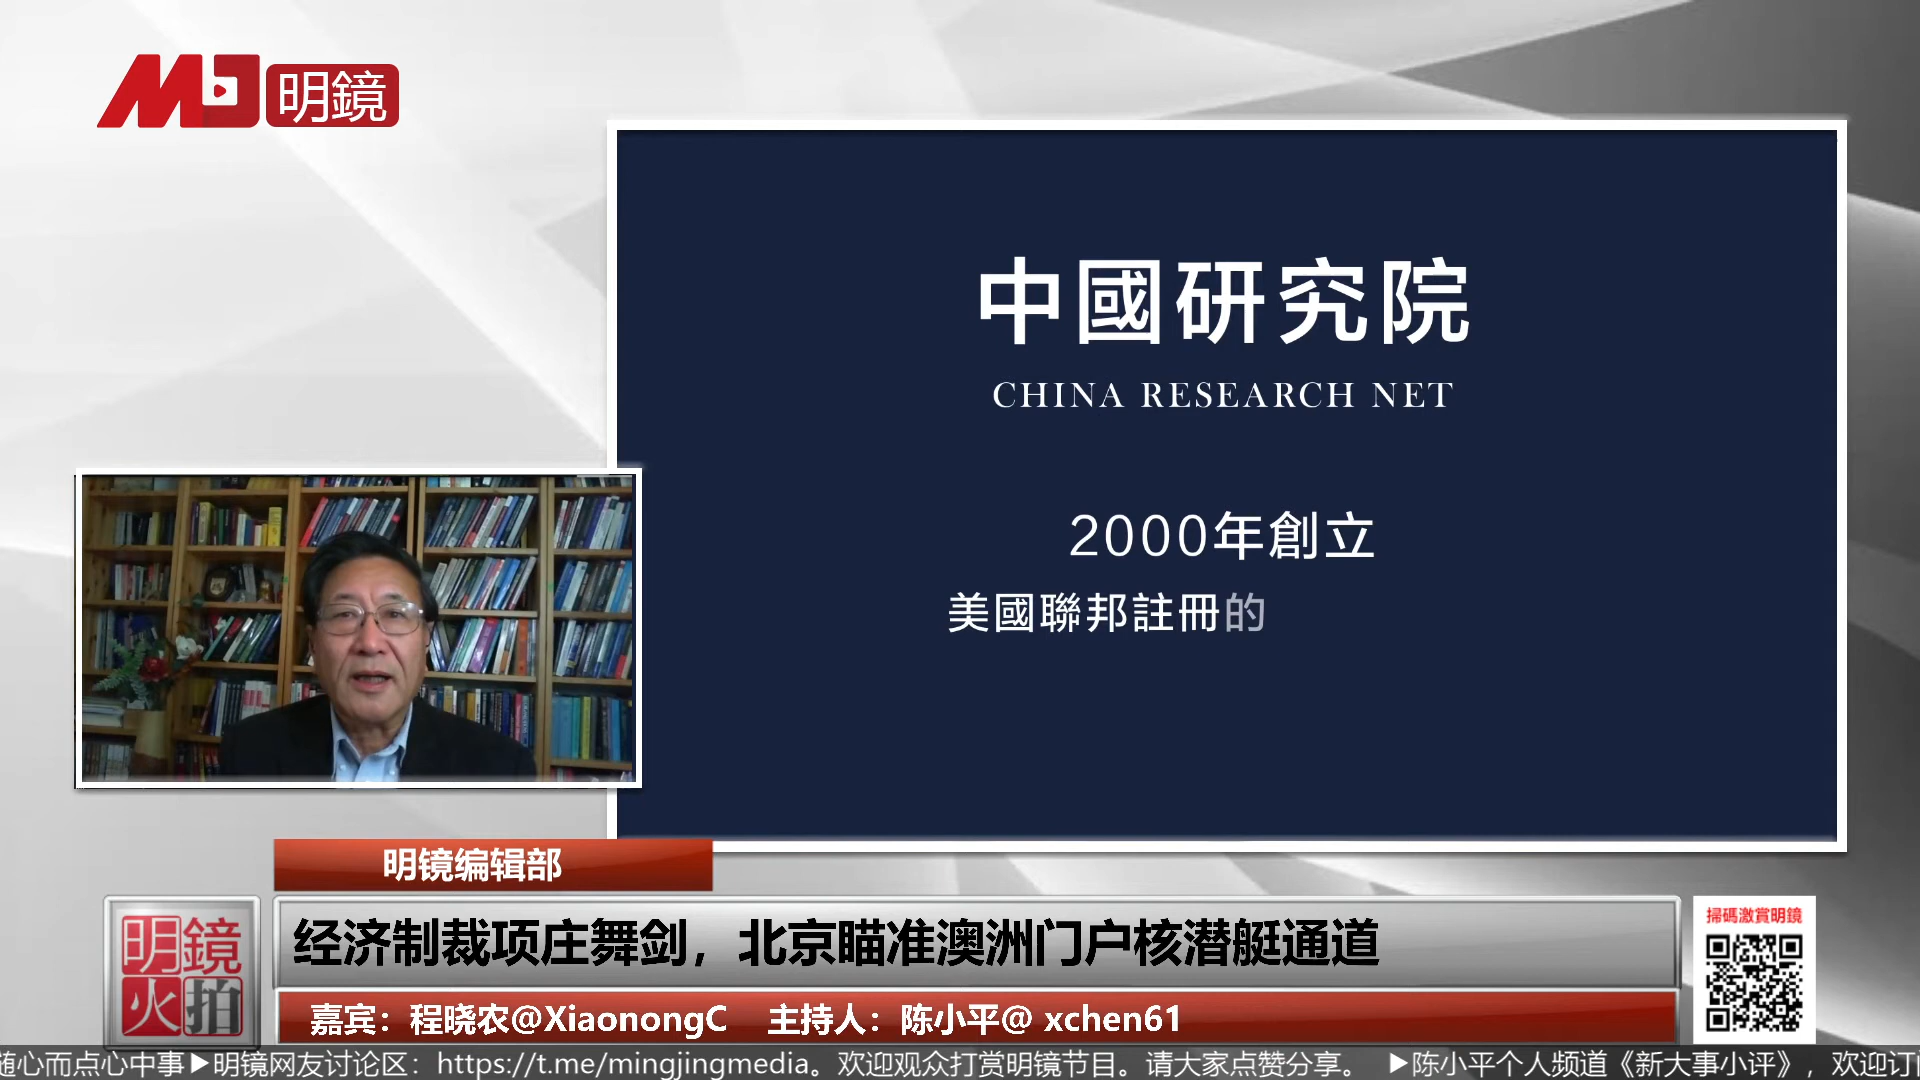 明鏡
中國研究院
CHINA RESEARCH NET
2000年創立
美國聯邦註冊的
明镜编辑部
明鏡
火拍
经济制裁项庄舞剑，北京瞄准澳洲门户核潜艇通道
掃碼激賞明鏡
嘉宾：程晓农@XiaonongC 主持人：陈小平@ xchen61
随心而点心中事▶明镜网友讨论区：https://t.me/mingjingmedia。欢迎观众打赏明镜节目。请大家点赞分享。 ▶陈小平个人频道《新大事小评》，欢迎订